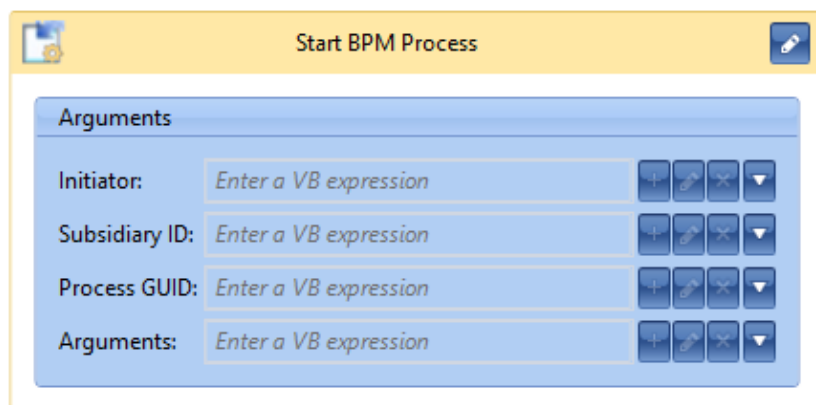 Start BPM Process
Arguments
Initiator: Enter a VB expression
Subsidiary ID: Enter a VB expression
Process GUID: Enter a VB expression
Arguments: Enter a VB expression